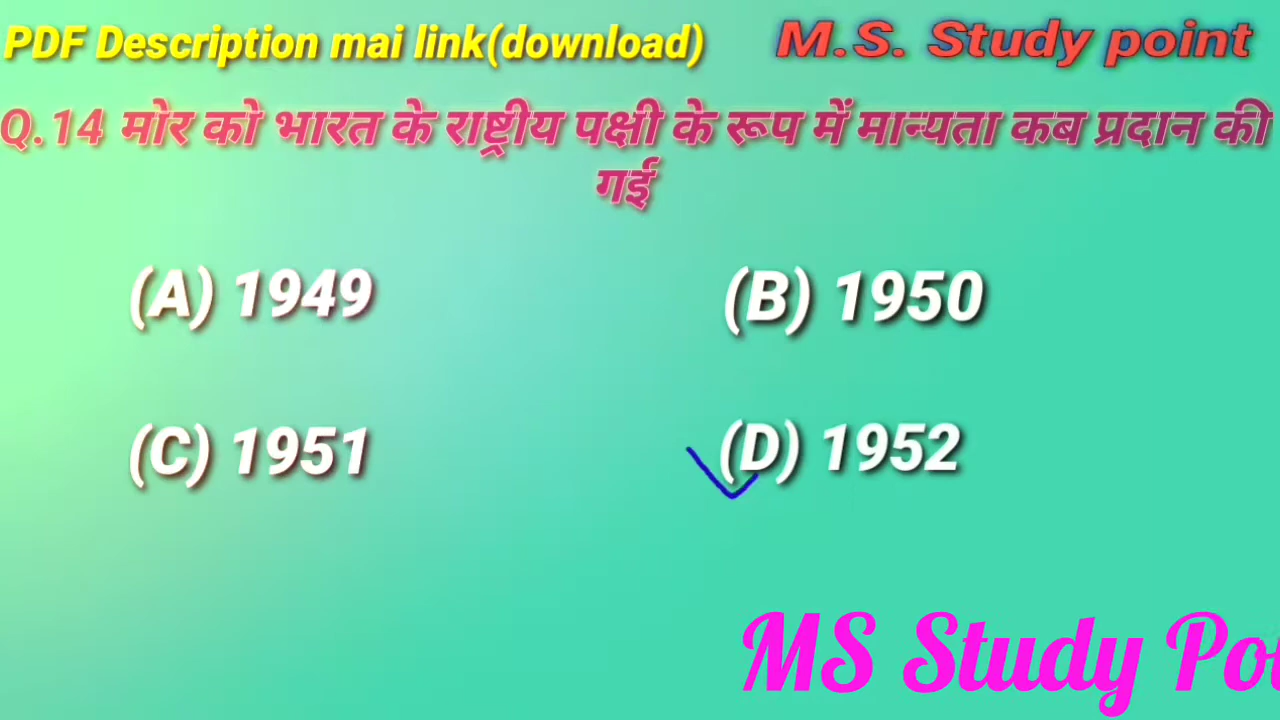 PDF Description mai link(download)
M.S. Study point
Q.14 मोर को भारत के राष्ट्रीय पक्षी के रूप में मान्यता कब प्रदान की
गई
(A) 1949
(B) 1950
(C) 1951
(D) 1952
MS Study